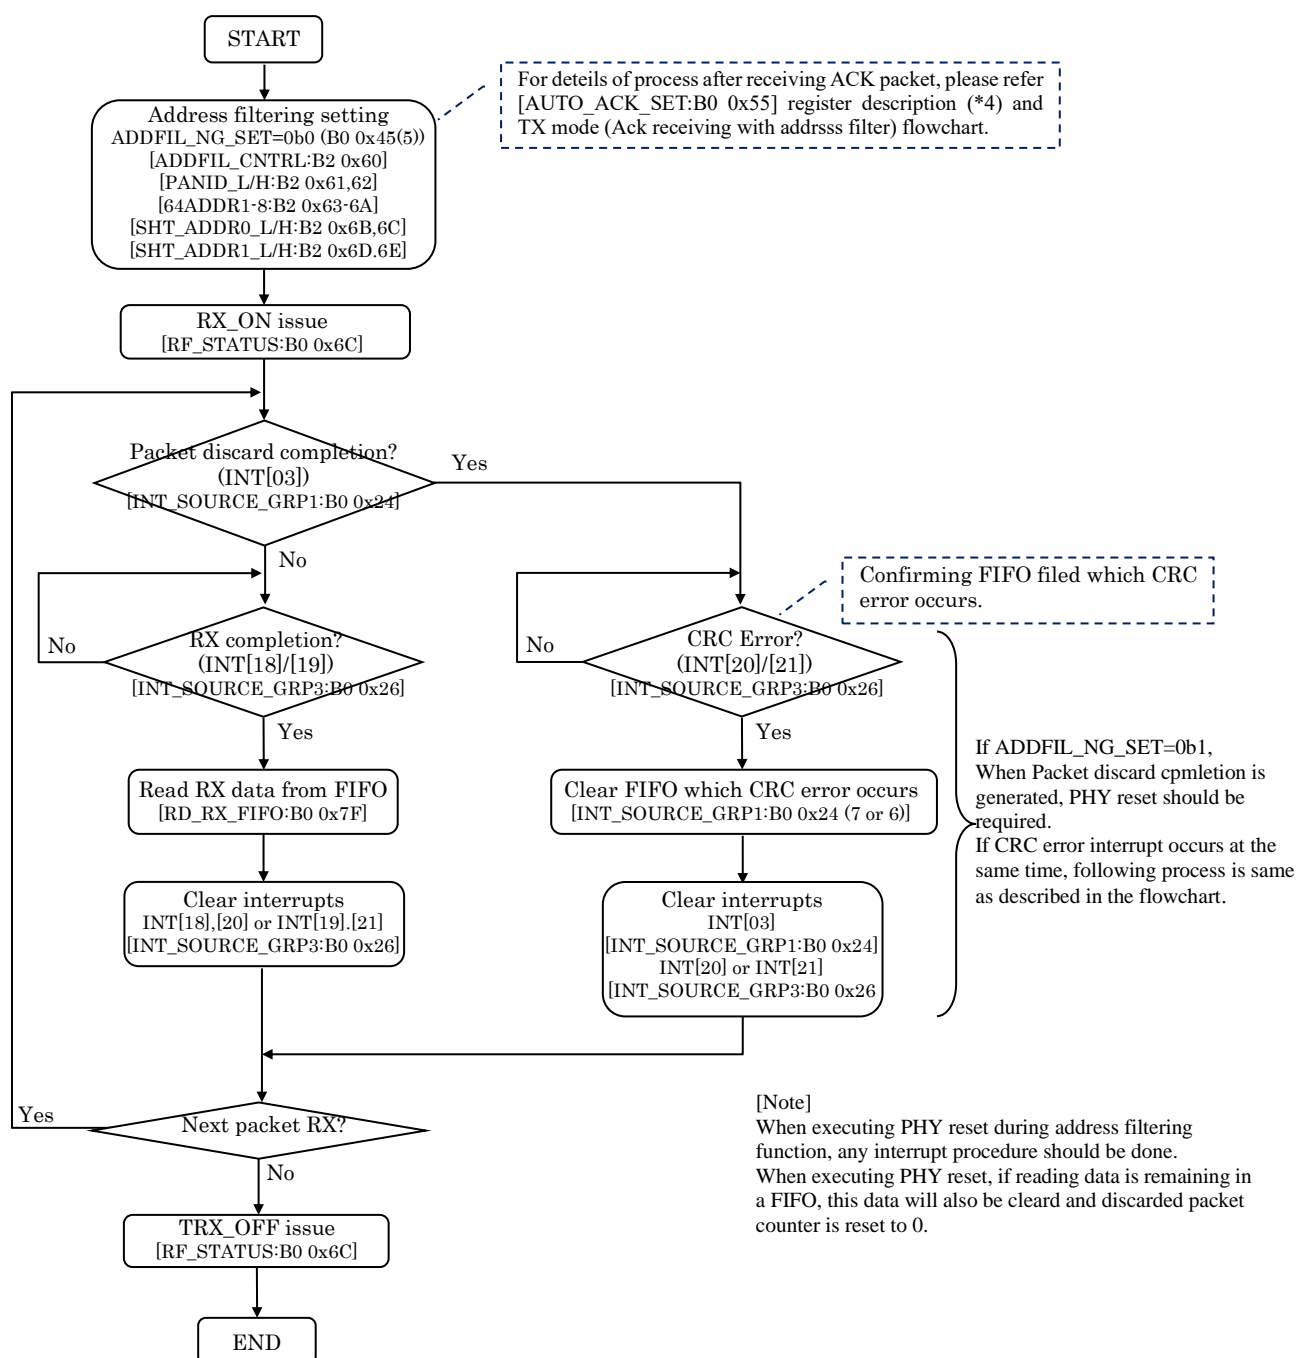 START
For deteils of process after receiving ACK packet, please refer
[AUTO_ACK_SET:B0 0x55] register description (*4) and
TX mode (Ack receiving with addrsss filter) flowchart.
Address filtering setting
ADDFIL_NG_SET=0b0 (B0 0x45(5))
[ADDFIL_CNTRL:B2 0x60]
[PANID_L/H:B2 0x61,62]
[64ADDR1-8:B2 0x63-6A]
[SHT_ADDR0_L/H:B2 0x6B,6C]
[SHT_ADDR1_L/H:B2 0x6D.6E]
RX_ON issue
[RF_STATUS:B0 0x6C]
Packet discard completion?
(INT[03])
[INT_SOURCE_GRP1:B0 0x24]
Yes
No
Confirming FIFO filed which CRC
error occurs.
RX completion?
(INT[18]/[19])
[INT_SOURCE_GRP3:B0 0x26]
No
Yes
CRC Error?
(INT[20]/[21])
[INT_SOURCE_GRP3:B0 0x26]
No
Yes
Read RX data from FIFO
[RD_RX_FIFO:B0 0x7F]
Clear FIFO which CRC error occurs
[INT_SOURCE_GRP1:B0 0x24 (7 or 6)]
If ADDFIL_NG_SET=0b1,
When Packet discard cpmletion is
generated, PHY reset should be
required.
If CRC error interrupt occurs at the
same time, following process is same
as described in the flowchart.
Clear interrupts
INT[18],[20] or INT[19].[21]
[INT_SOURCE_GRP3:B0 0x26]
Clear interrupts
INT[03]
[INT_SOURCE_GRP1:B0 0x24]
INT[20] or INT[21]
[INT_SOURCE_GRP3:B0 0x26
Yes
Next packet RX?
No
[Note]
When executing PHY reset during address filtering
function, any interrupt procedure should be done.
When executing PHY reset, if reading data is remaining in
a FIFO, this data will also be cleard and discarded packet
counter is reset to 0.
TRX_OFF issue
[RF_STATUS:B0 0x6C]
END